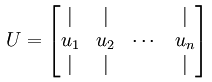 U = [ | | |
u₁ u₂ ⋯ uₙ
| | | ]